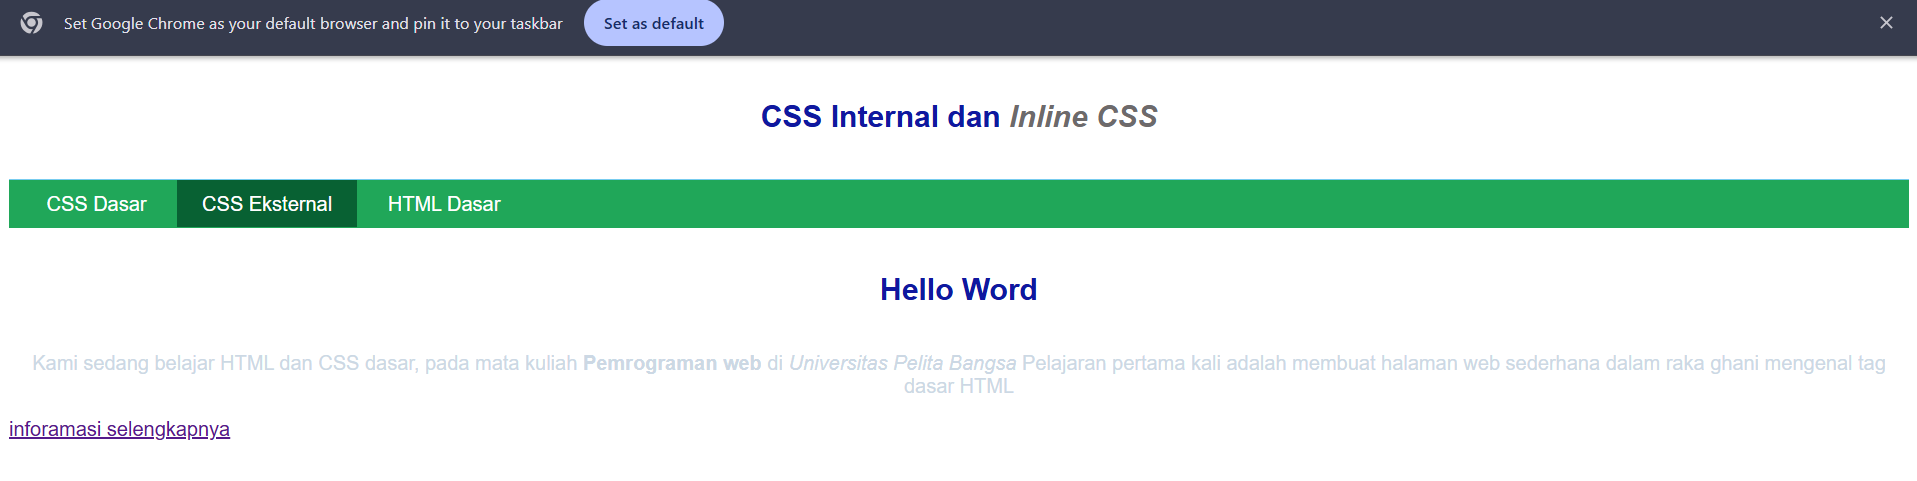 Set Google Chrome as your default browser and pin it to your taskbar Set as default
CSS Internal dan Inline CSS
CSS Dasar CSS Eksternal HTML Dasar
Hello Word
Kami sedang belajar HTML dan CSS dasar, pada mata kuliah Pemrograman web di Universitas Pelita Bangsa Pelajaran pertama kali adalah membuat halaman web sederhana dalam raka ghani mengenal tag
dasar HTML
inforamasi selengkapnya